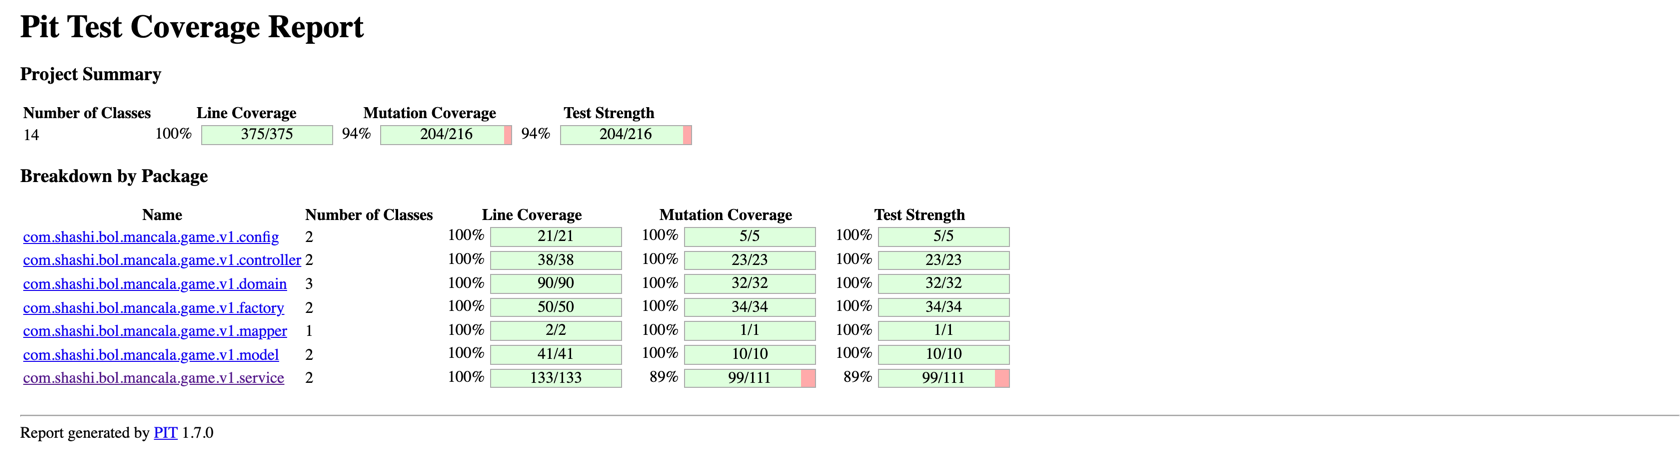 Pit Test Coverage Report
Project Summary
Number of Classes Line Coverage Mutation Coverage Test Strength
14 100% 375/375 94% 204/216 94% 204/216
Breakdown by Package
Name Number of Classes Line Coverage Mutation Coverage Test Strength
com.shashi.bol.mancala.game.v1.config 2 100% 21/21 100% 5/5 100% 5/5
com.shashi.bol.mancala.game.v1.controller 2 100% 38/38 100% 23/23 100% 23/23
com.shashi.bol.mancala.game.v1.domain 3 100% 90/90 100% 32/32 100% 32/32
com.shashi.bol.mancala.game.v1.factory 2 100% 50/50 100% 34/34 100% 34/34
com.shashi.bol.mancala.game.v1.mapper 1 100% 2/2 100% 1/1 100% 1/1
com.shashi.bol.mancala.game.v1.model 2 100% 41/41 100% 10/10 100% 10/10
com.shashi.bol.mancala.game.v1.service 2 100% 133/133 89% 99/111 89% 99/111
Report generated by PIT 1.7.0